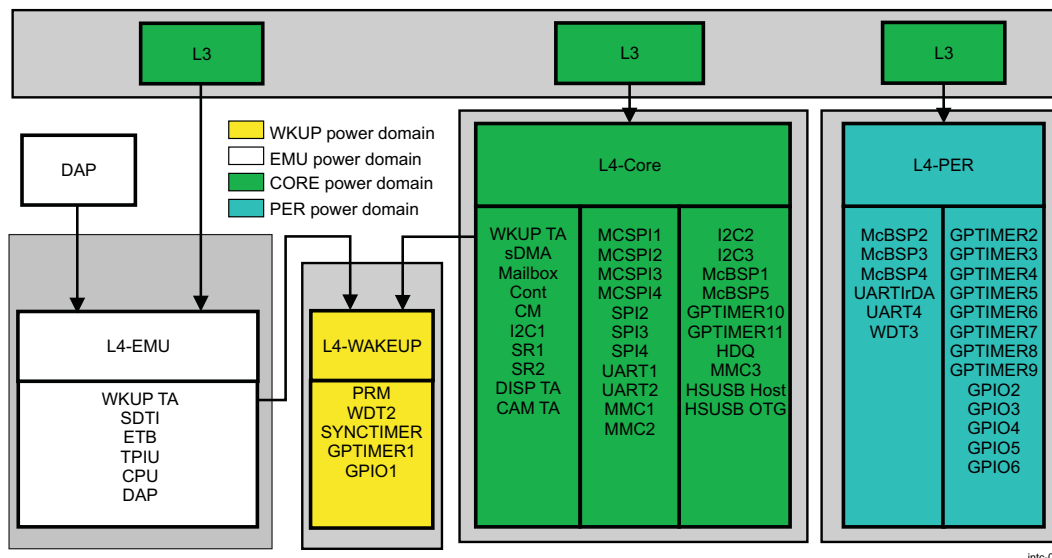 L3
L3
L3
WKUP power domain
EMU power domain
CORE power domain
PER power domain
DAP
L4-EMU
WKUP TA
SDTI
ETB
TPIU
CPU
DAP
L4-WAKEUP
PRM
WDT2
SYNCTIMER
GPTIMER1
GPIO1
L4-Core
WKUP TA
sDMA
Mailbox
Cont
CM
I2C1
SR1
SR2
DISP TA
CAM TA
MCSPI1
MCSPI2
MCSPI3
MCSPI4
SPI2
SPI3
SPI4
UART1
UART2
MMC1
MMC2
I2C2
I2C3
McBSP1
McBSP5
GPTIMER10
GPTIMER11
HDQ
MMC3
HSUSB Host
HSUSB OTG
L4-PER
McBSP2
McBSP3
McBSP4
UARTIrDA
UART4
WDT3
GPTIMER2
GPTIMER3
GPTIMER4
GPTIMER5
GPTIMER6
GPTIMER7
GPTIMER8
GPTIMER9
GPIO2
GPIO3
GPIO4
GPIO5
GPIO6